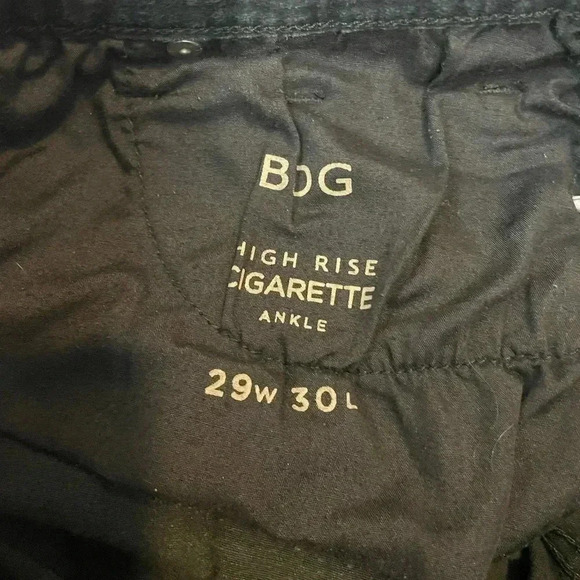 BDG
HIGH RISE
CIGARETTE
ANKLE
29W 30L